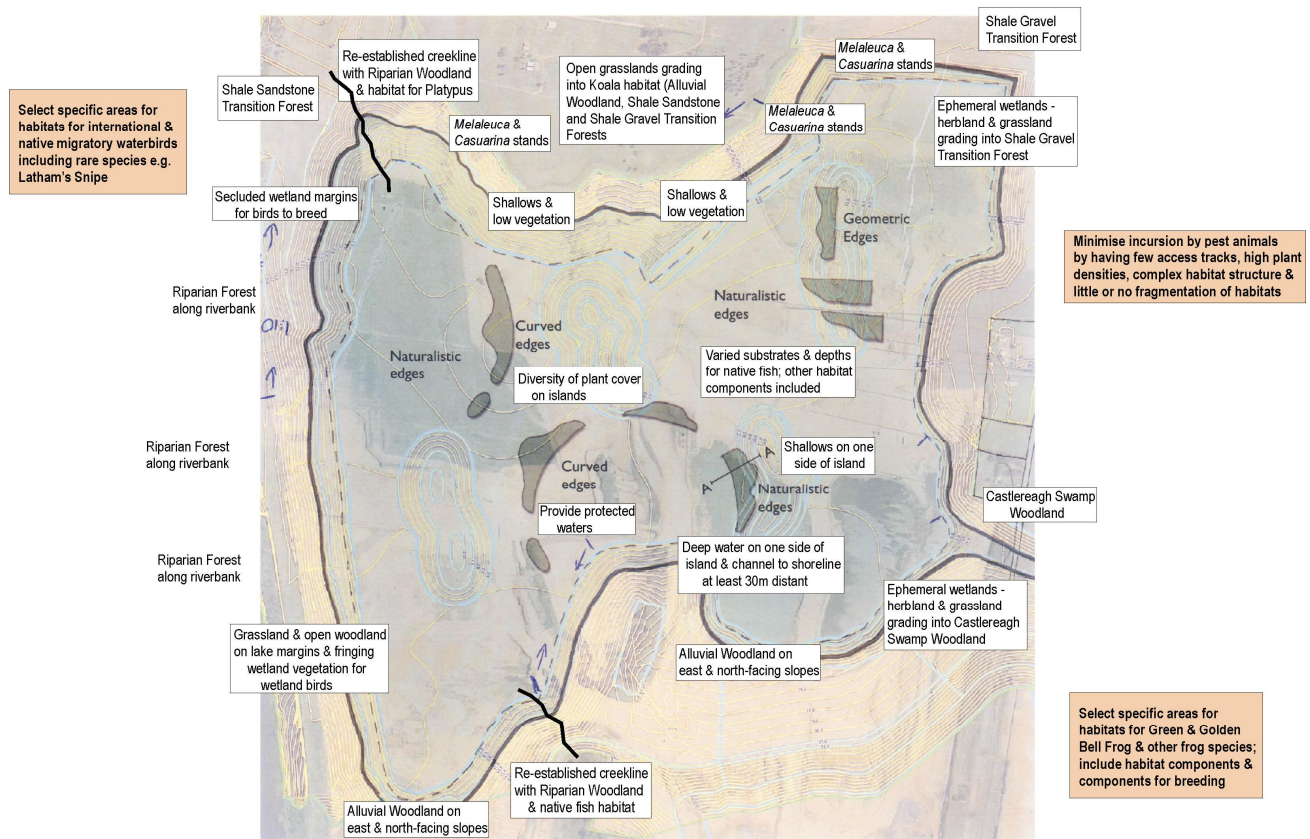 Shale Gravel
Transition Forest
Melaleuca &
Casuarina stands
Re-established creekline
with Riparian Woodland
& habitat for Platypus
Open grasslands grading
into Koala habitat (Alluvial
Woodland, Shale Sandstone
and Shale Gravel Transition
Forests
Shale Sandstone
Transition Forest
Select specific areas for
habitats for international &
native migratory waterbirds
including rare species e.g.
Latham's Snipe
Melaleuca &
Casuarina stands
Melaleuca &
Casuarina stands
Ephemeral wetlands -
herbland & grassland
grading into Shale Gravel
Transition Forest
Secluded wetland margins
for birds to breed
Shallows &
low vegetation
Shallows &
low vegetation
Geometric
Edges
Minimise incursion by pest animals
by having few access tracks, high plant
densities, complex habitat structure &
little or no fragmentation of habitats
Riparian Forest
along riverbank
Naturalistic
edges
Curved
edges
Naturalistic
edges
Varied substrates & depths
for native fish; other habitat
components included
Diversity of plant cover
on islands
Riparian Forest
along riverbank
Shallows on one
side of island
A
A
Curved
edges
Naturalistic
edges
Castlereagh Swamp
Woodland
Provide protected
waters
Riparian Forest
along riverbank
Deep water on one side of
island & channel to shoreline
at least 30m distant
Ephemeral wetlands -
herbland & grassland
grading into Castlereagh
Swamp Woodland
Grassland & open woodland
on lake margins & fringing
wetland vegetation for
wetland birds
Alluvial Woodland on
east & north-facing slopes
Select specific areas for
habitats for Green & Golden
Bell Frog & other frog species;
include habitat components &
components for breeding
Re-established creekline
with Riparian Woodland
& native fish habitat
Alluvial Woodland on
east & north-facing slopes